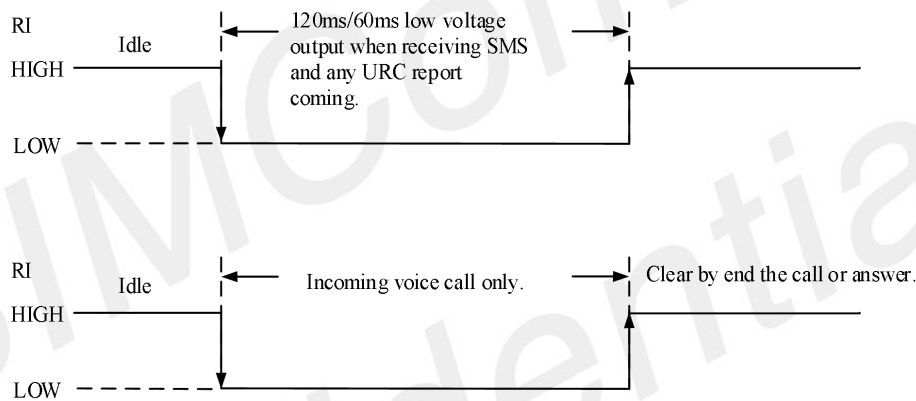 RI
120ms/60ms low voltage
Idle
output when receiving SMS
HIGH
and any URC report
coming.
LOW
RI
Idle
Incoming voice call only.
Clear by end the call or answer.
HIGH
LOW